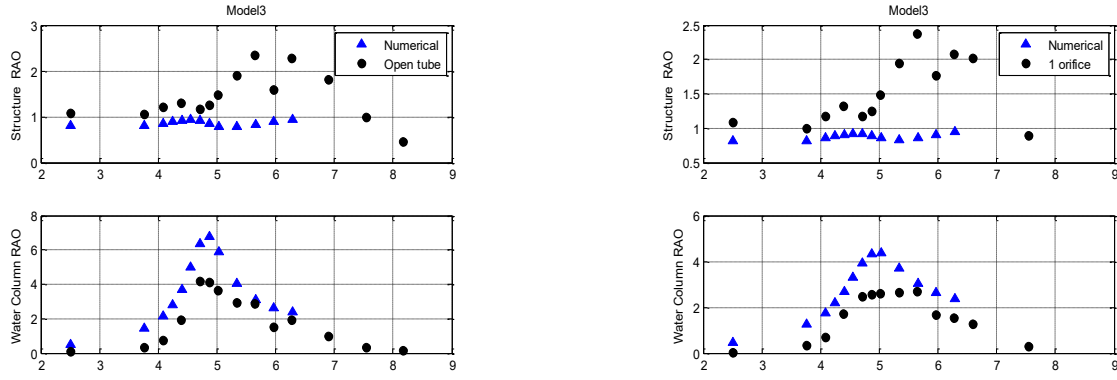 Model3
3
2
1
0
Structure RAO
Numerical
Open tube
2 3 4 5 6 7 8 9
8
6
4
2
0
Water Column RAO
2 3 4 5 6 7 8 9
Model3
2.5
2
1.5
1
0.5
Structure RAO
Numerical
1 orifice
2 3 4 5 6 7 8 9
6
4
2
0
Water Column RAO
2 3 4 5 6 7 8 9